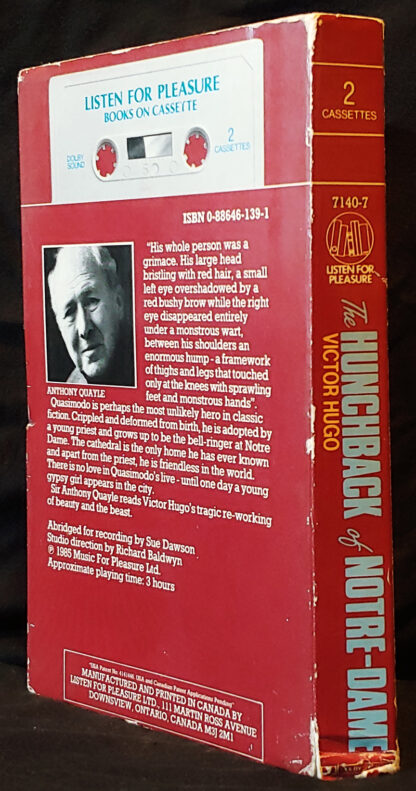 LISTEN FOR PLEASURE
BOOKS ON CASSETTE
DOLBY
SOUND
2
CASSETTES
ISBN 0-88646-139-1
"His whole person was a
grimace. His large head
bristling with red hair, a small
left eye overshadowed by a
red bushy brow while the right
eye disappeared entirely
under a monstrous wart,
between his shoulders an
enormous hump - a framework
of thighs and legs that touched
only at the knees with sprawling
feet and monstrous hands".
ANTHONY QUAYLE
Quasimodo is perhaps the most unlikely hero in classic
fiction. Crippled and deformed from birth, he is adopted by
a young priest and grows up to be the bell-ringer at Notre
Dame. The cathedral is the only home he has ever known
and apart from the priest, he is friendless in the world.
There is no love in Quasimodo's live - until one day a young
gypsy girl appears in the city.
Sir Anthony Quayle reads Victor Hugo's tragic re-working
of beauty and the beast.
Abridged for recording by Sue Dawson
Studio direction by Richard Baldwyn
℗ 1985 Music For Pleasure Ltd.
Approximate playing time: 3 hours
"USA Patent No. USA and Canadian Patent Applications Pending"
MANUFACTURED AND PRINTED IN CANADA BY
LISTEN FOR PLEASURE LTD., 111 MARTIN ROSS AVENUE
DOWNSVIEW, ONTARIO, CANADA M3J 2M1
2
CASSETTES
7140-7
LISTEN FOR
PLEASURE
The HUNCHBACK of NOTRE-DAME
VICTOR HUGO